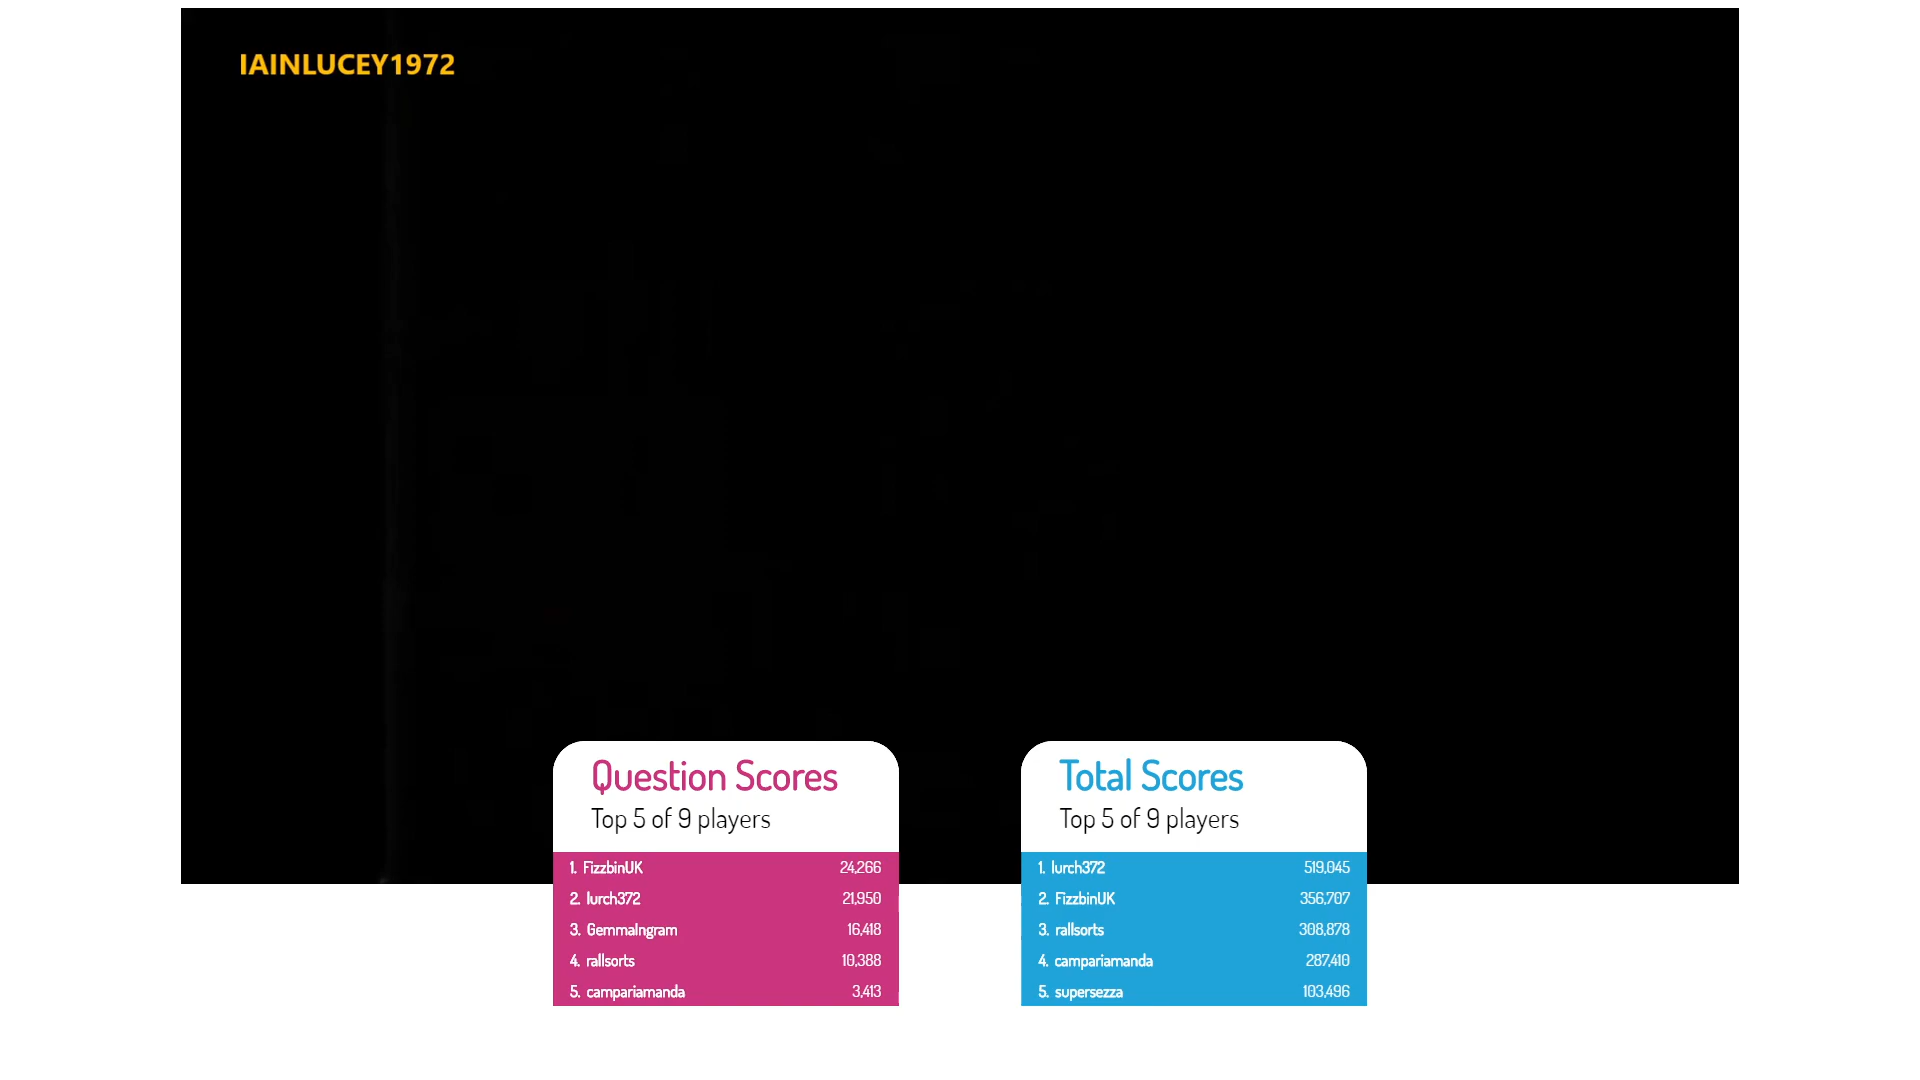 IAINLUCEY1972
Question Scores
Top 5 of 9 players
1. FizzbinUK 24,266
2. lurch372 21,950
3. GemmaIngram 16,418
4. rallsorts 10,388
5. campariamanda 3,413
Total Scores
Top 5 of 9 players
1. lurch372 519,045
2. FizzbinUK 356,707
3. rallsorts 308,878
4. campariamanda 287,410
5. supersezza 103,496